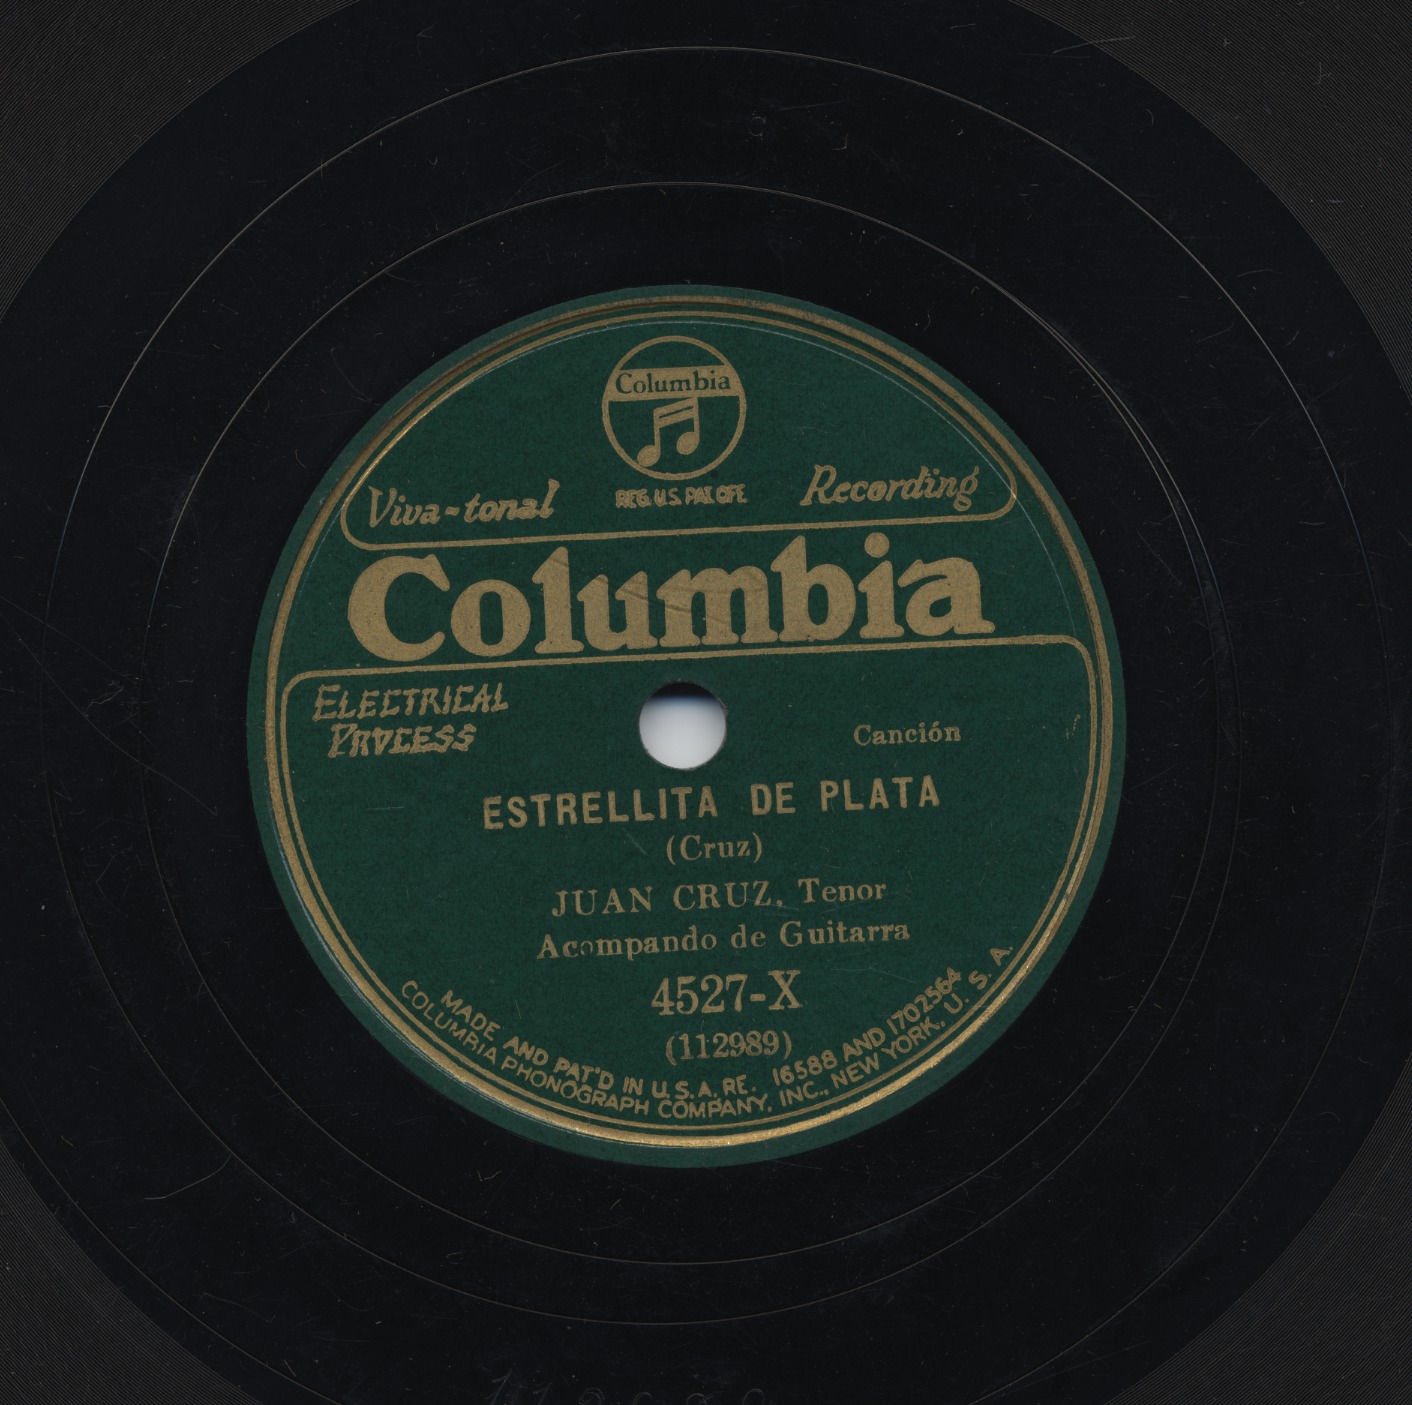 Columbia
REG. U.S. PAT. OFF.
Viva-tonal Recording
Columbia
ELECTRICAL
PROCESS
Canción
ESTRELLITA DE PLATA
(Cruz)
JUAN CRUZ, Tenor
Acompando de Guitarra
4527-X
(112989)
MADE AND PAT'D IN U.S.A. RE. 16588 AND 1702564
COLUMBIA PHONOGRAPH COMPANY, INC., NEW YORK, U. S. A.